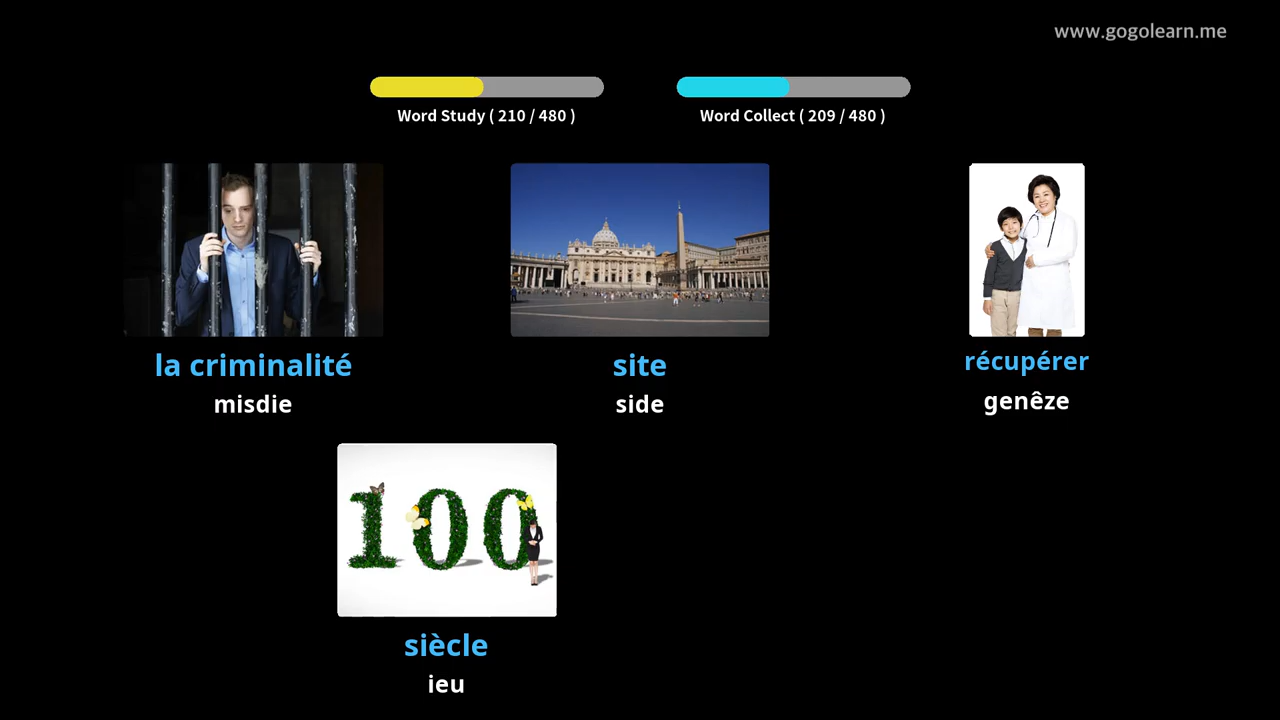 www.gogolearn.me
Word Study ( 210 / 480 )
Word Collect ( 209 / 480 )
la criminalité
misdie
site
side
récupérer
genêze
100
siècle
ieu